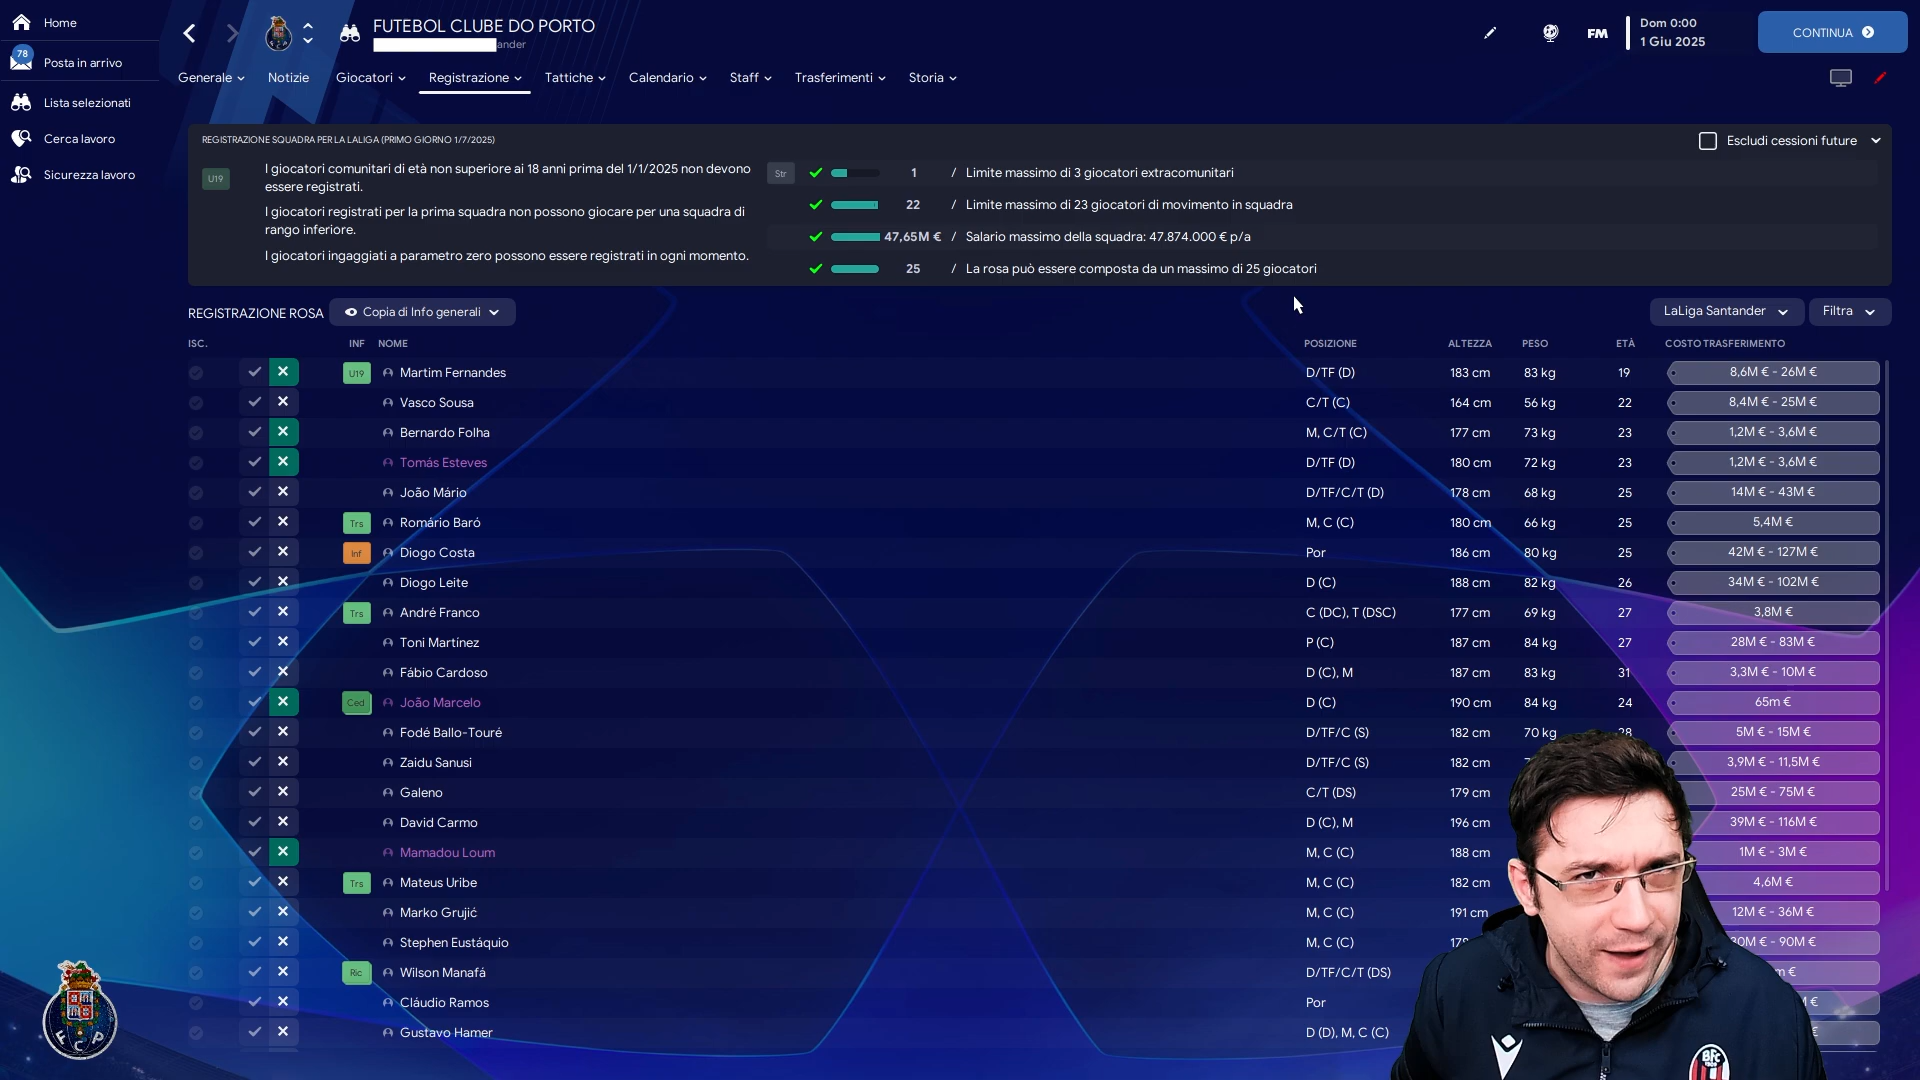 Home
78
Posta in arrivo
Lista selezionati
Cerca lavoro
Sicurezza lavoro
FUTEBOL CLUBE DO PORTO
ander
FM
Dom 0:00
1 Giu 2025
CONTINUA
Generale
Notizie
Giocatori
Registrazione
Tattiche
Calendario
Staff
Trasferimenti
Storia
REGISTRAZIONE SQUADRA PER LA LALIGA (PRIMO GIORNO 1/7/2025)
Escludi cessioni future
U19
I giocatori comunitari di età non superiore ai 18 anni prima del 1/1/2025 non devono
essere registrati.
I giocatori registrati per la prima squadra non possono giocare per una squadra di
rango inferiore.
I giocatori ingaggiati a parametro zero possono essere registrati in ogni momento.
Str 1 / Limite massimo di 3 giocatori extracomunitari
22 / Limite massimo di 23 giocatori di movimento in squadra
47,65M € / Salario massimo della squadra: 47.874.000 € p/a
25 / La rosa può essere composta da un massimo di 25 giocatori
REGISTRAZIONE ROSA
Copia di Info generali
LaLiga Santander
Filtra
ISC. INF NOME POSIZIONE ALTEZZA PESO ETÀ COSTO TRASFERIMENTO
U19 Martim Fernandes D/TF (D) 183 cm 83 kg 19 8,6M € - 26M €
Vasco Sousa C/T (C) 164 cm 56 kg 22 8,4M € - 25M €
Bernardo Folha M, C/T (C) 177 cm 73 kg 23 1,2M € - 3,6M €
Tomás Esteves D/TF (D) 180 cm 72 kg 23 1,2M € - 3,6M €
João Mário D/TF/C/T (D) 178 cm 68 kg 25 14M € - 43M €
Trs Romário Baró M, C (C) 180 cm 66 kg 25 5,4M €
Inf Diogo Costa Por 186 cm 80 kg 25 42M € - 127M €
Diogo Leite D (C) 188 cm 82 kg 26 34M € - 102M €
Trs André Franco C (DC), T (DSC) 177 cm 69 kg 27 3,8M €
Toni Martínez P (C) 187 cm 84 kg 27 28M € - 83M €
Fábio Cardoso D (C), M 187 cm 83 kg 31 3,3M € - 10M €
Ced João Marcelo D (C) 190 cm 84 kg 24 65m €
Fodé Ballo-Touré D/TF/C (S) 182 cm 70 kg 28 5M € - 15M €
Zaidu Sanusi D/TF/C (S) 182 cm 3,9M € - 11,5M €
Galeno C/T (DS) 179 cm 25M € - 75M €
David Carmo D (C), M 196 cm 39M € - 116M €
Mamadou Loum M, C (C) 188 cm 1M € - 3M €
Trs Mateus Uribe M, C (C) 182 cm 4,6M €
Marko Grujić M, C (C) 191 cm 12M € - 36M €
Stephen Eustáquio M, C (C) 30M € - 90M €
Ric Wilson Manafá D/TF/C/T (DS) m €
Cláudio Ramos Por €
Gustavo Hamer D (D), M, C (C) €
FCP
BFC